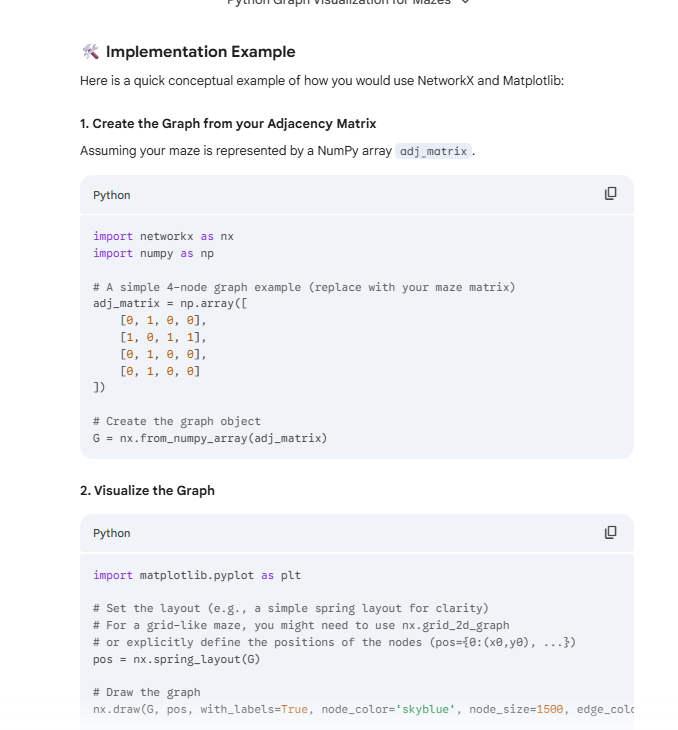 Python Graph Visualization for Mazes
🛠 Implementation Example
Here is a quick conceptual example of how you would use NetworkX and Matplotlib:
1. Create the Graph from your Adjacency Matrix
Assuming your maze is represented by a NumPy array adj_matrix .
Python
import networkx as nx
import numpy as np
# A simple 4-node graph example (replace with your maze matrix)
adj_matrix = np.array([
    [0, 1, 0, 0],
    [1, 0, 1, 1],
    [0, 1, 0, 0],
    [0, 1, 0, 0]
])
# Create the graph object
G = nx.from_numpy_array(adj_matrix)
2. Visualize the Graph
Python
import matplotlib.pyplot as plt
# Set the layout (e.g., a simple spring layout for clarity)
# For a grid-like maze, you might need to use nx.grid_2d_graph
# or explicitly define the positions of the nodes (pos={0:(x0,y0), ...})
pos = nx.spring_layout(G)
# Draw the graph
nx.draw(G, pos, with_labels=True, node_color='skyblue', node_size=1500, edge_colo